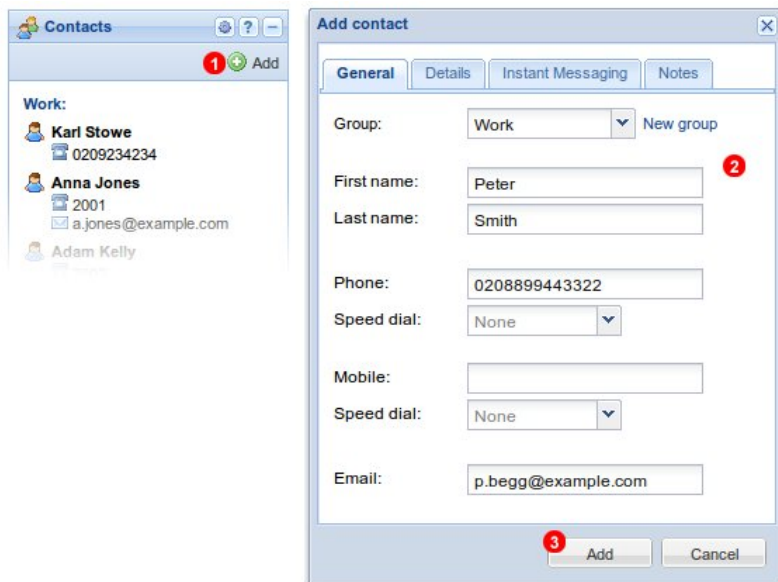 Contacts
?
1 Add
Work:
Karl Stowe
0209234234
Anna Jones
2001
a.jones@example.com
Adam Kelly
Add contact
General Details Instant Messaging Notes
Group: Work New group
2
First name: Peter
Last name: Smith
Phone: 0208899443322
Speed dial: None
Mobile:
Speed dial: None
Email: p.begg@example.com
3 Add Cancel